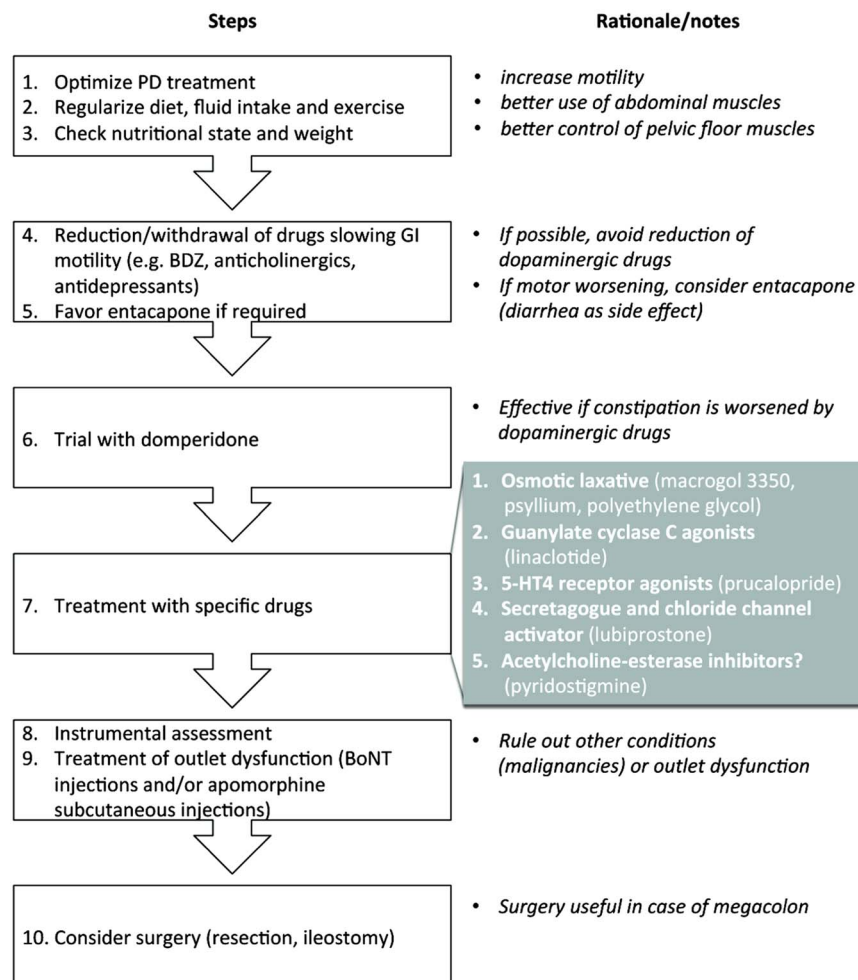 Steps
Rationale/notes
1. Optimize PD treatment
2. Regularize diet, fluid intake and exercise
3. Check nutritional state and weight
• increase motility
• better use of abdominal muscles
• better control of pelvic floor muscles
4. Reduction/withdrawal of drugs slowing GI
motility (e.g. BDZ, anticholinergics,
antidepressants)
5. Favor entacapone if required
• If possible, avoid reduction of
dopaminergic drugs
• If motor worsening, consider entacapone
(diarrhea as side effect)
6. Trial with domperidone
• Effective if constipation is worsened by
dopaminergic drugs
7. Treatment with specific drugs
1. Osmotic laxative (macrogol 3350,
psyllium, polyethylene glycol)
2. Guanylate cyclase C agonists
(linaclotide)
3. 5-HT4 receptor agonists (prucalopride)
4. Secretagogue and chloride channel
activator (lubiprostone)
5. Acetylcholine-esterase inhibitors?
(pyridostigmine)
8. Instrumental assessment
9. Treatment of outlet dysfunction (BoNT
injections and/or apomorphine
subcutaneous injections)
• Rule out other conditions
(malignancies) or outlet dysfunction
10. Consider surgery (resection, ileostomy)
• Surgery useful in case of megacolon